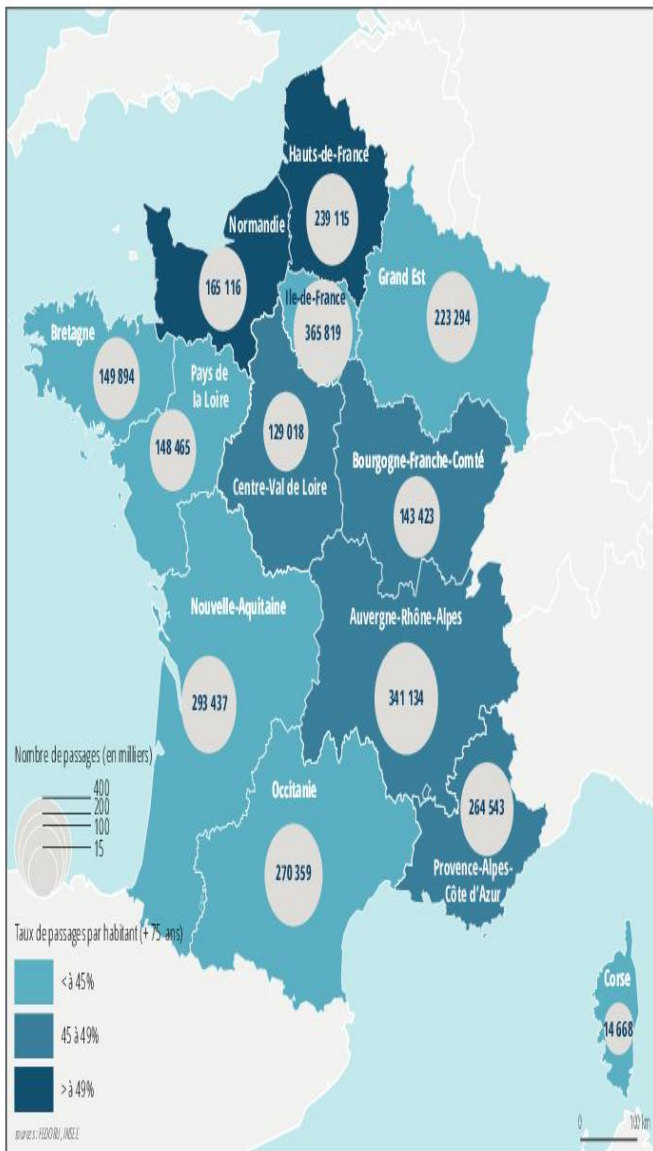 Hauts-de-France
239 115
Normandie
165 116
Ile-de-France
365 819
Grand Est
223 294
Bretagne
149 894
Pays de
la Loire
148 465
129 018
Centre-Val de Loire
Bourgogne-Franche-Comté
143 423
Nouvelle-Aquitaine
293 437
Auvergne-Rhône-Alpes
341 134
264 543
Provence-Alpes-
Côte d'Azur
Occitanie
270 359
Corse
14 668
Nombre de passages (en milliers)
400
200
100
15
Taux de passages par habitant (+ 75 ans)
< à 45%
45 à 49%
> à 49%
sources : FEDORU, INSEE
0 100 km